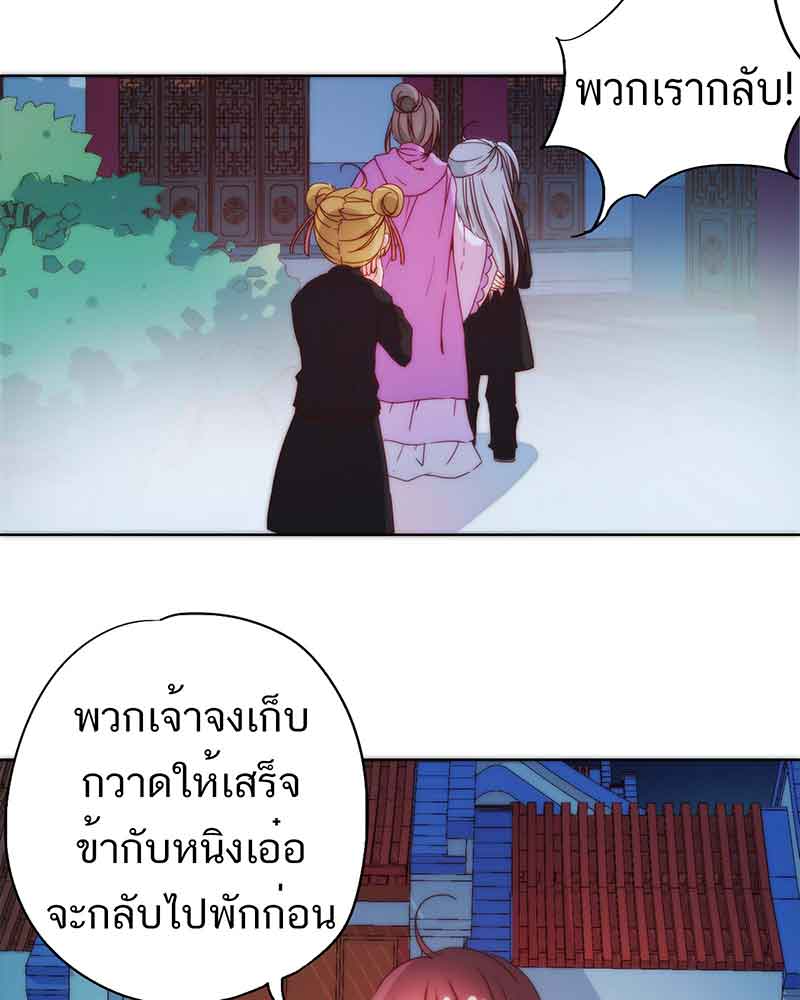 พวกเรากลับ!
พวกเจ้าจงเก็บ
กวาดให้เสร็จ
ข้ากับหนิงเอ๋อ
จะกลับไปพักก่อน